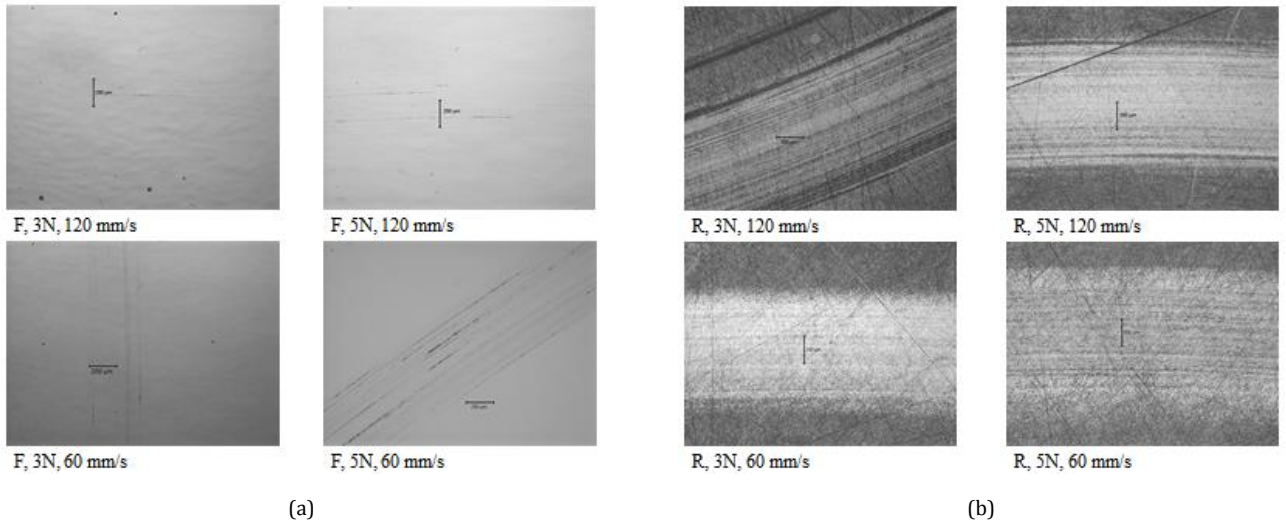 F, 3N, 120 mm/s
F, 5N, 120 mm/s
R, 3N, 120 mm/s
R, 5N, 120 mm/s
F, 3N, 60 mm/s
F, 5N, 60 mm/s
R, 3N, 60 mm/s
R, 5N, 60 mm/s
(a)
(b)